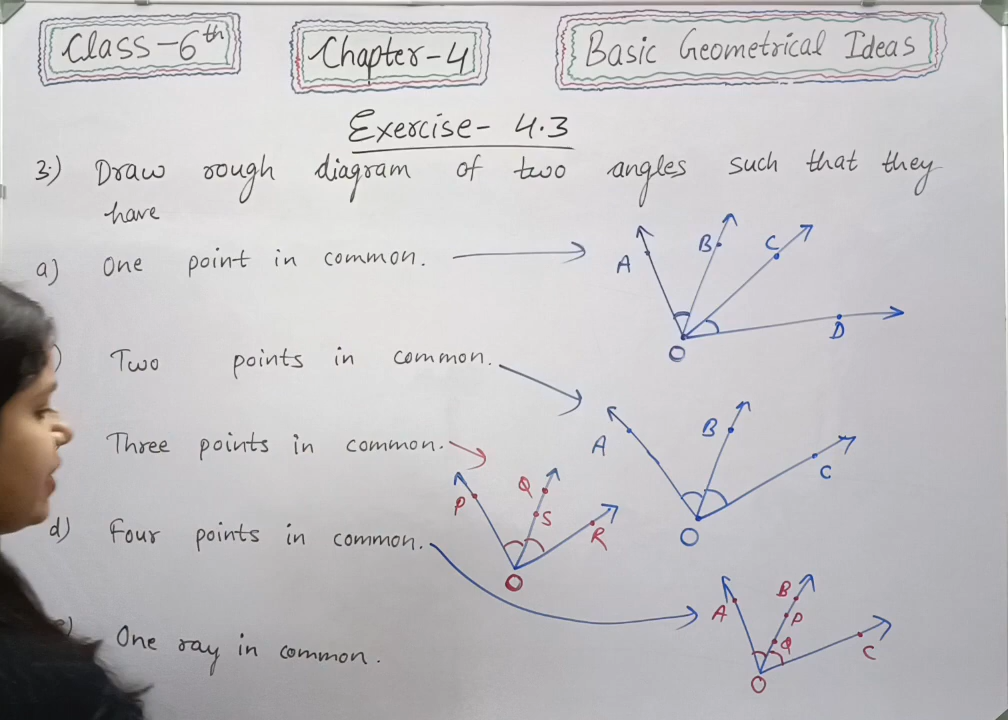 Class-6th
Chapter-4
Basic Geometrical Ideas
Exercise- 4.3
3.) Draw rough diagram of two angles such that they
have
a) One point in common.
A B C D O
) Two points in common.
A B C O
Three points in common.
P Q S R O
d) Four points in common.
A B P Q C O
e) One ray in common.